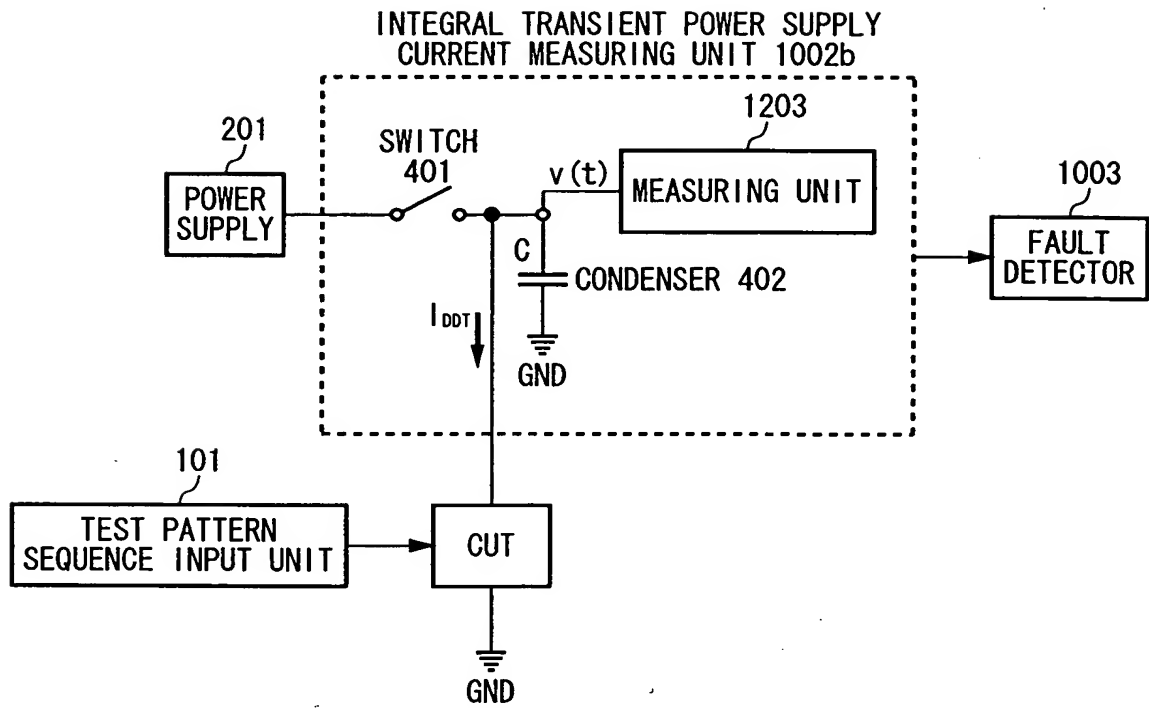 INTEGRAL TRANSIENT POWER SUPPLY
CURRENT MEASURING UNIT 1002b
201
POWER
SUPPLY
SWITCH
401
v(t)
1203
MEASURING UNIT
1003
FAULT
DETECTOR
C
CONDENSER 402
GND
IDDT
101
TEST PATTERN
SEQUENCE INPUT UNIT
CUT
GND